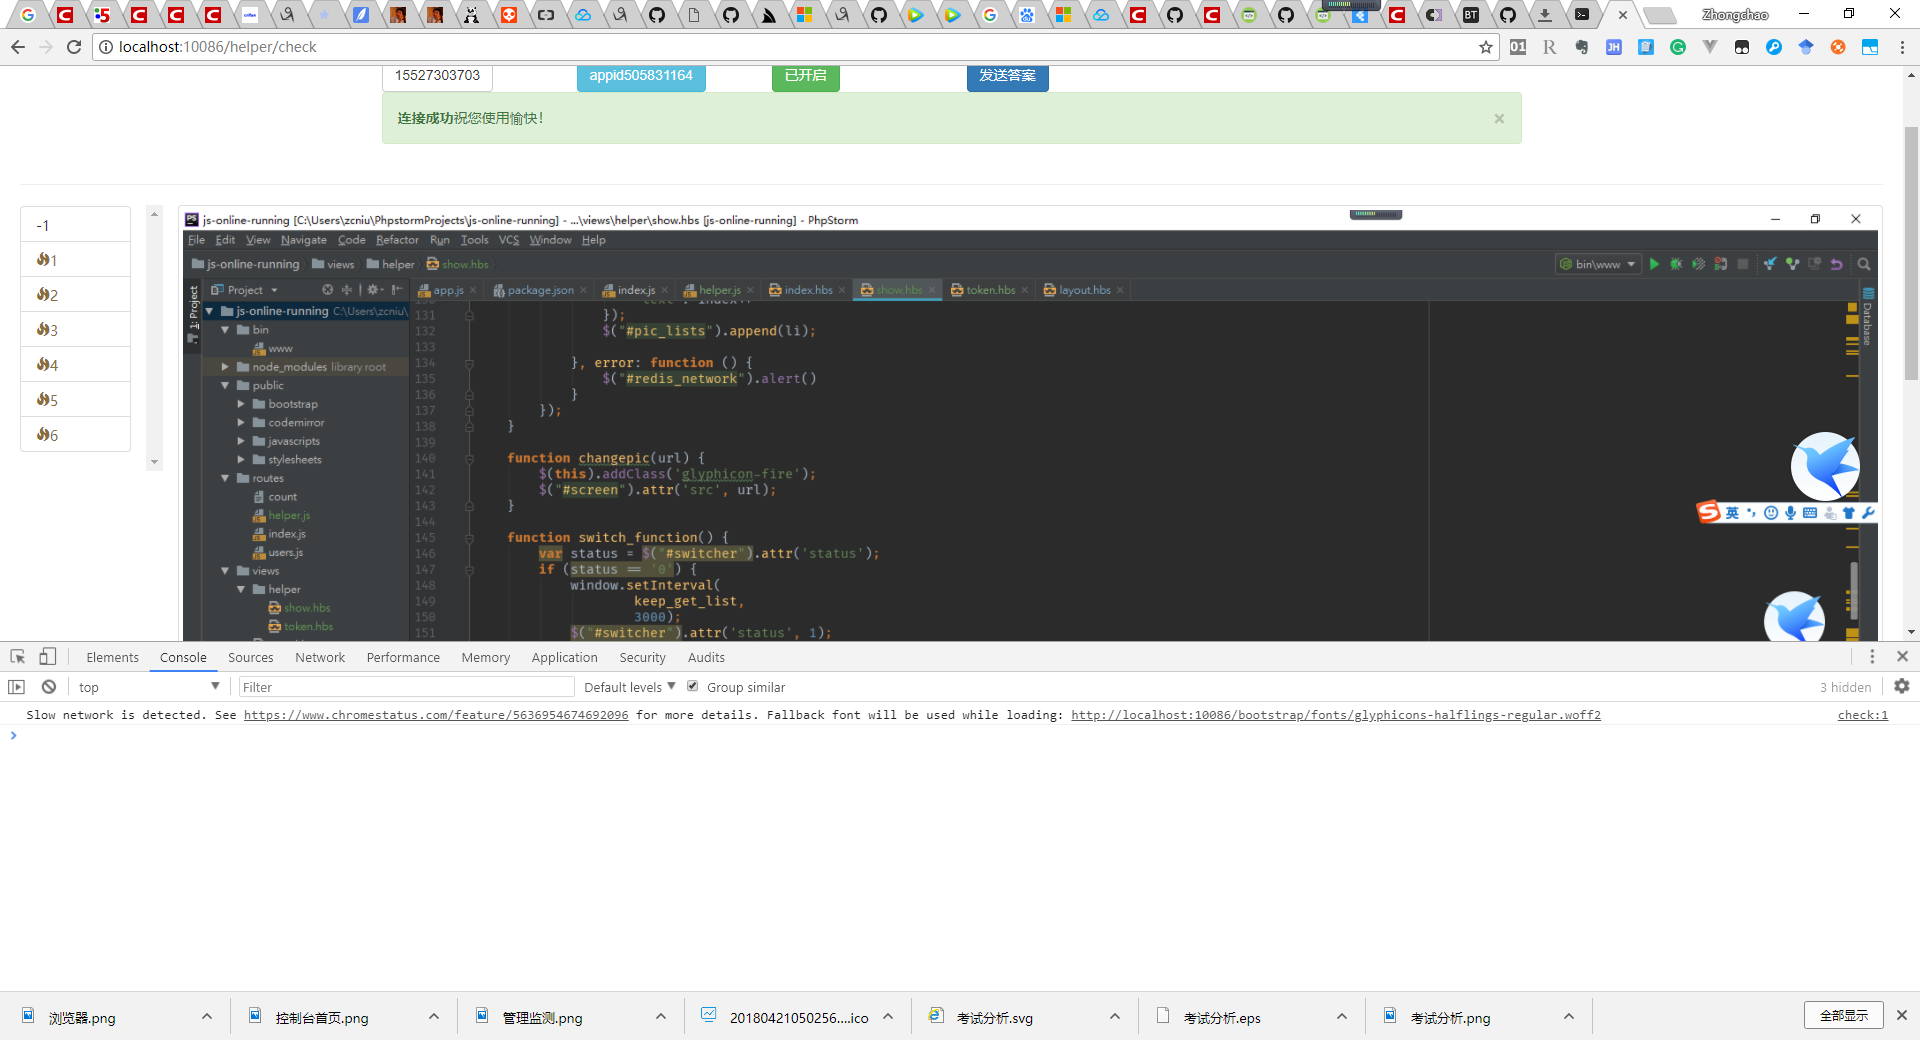 Zhongchao
localhost:10086/helper/check
15527303703
appid505831164
已开启
发送答案
连接成功祝您使用愉快!
×
-1
1
2
3
4
5
6
js-online-running [C:\Users\zcniu\PhpstormProjects\js-online-running] - ...\views\helper\show.hbs [js-online-running] - PhpStorm
File Edit View Navigate Code Refactor Run Tools VCS Window Help
js-online-running views helper show.hbs
bin\www
Project
app.js package.json index.js helper.js index.hbs show.hbs token.hbs layout.hbs
1: Project
Database
js-online-running C:\Users\zcniu\
bin
www
node_modules library root
public
bootstrap
codemirror
javascripts
stylesheets
routes
count
helper.js
index.js
users.js
views
helper
show.hbs
token.hbs
131 });
132 $("#pic_lists").append(li);
133
134 }, error: function () {
135 $("#redis_network").alert()
136 }
137 });
138 }
139
140 function changepic(url) {
141 $(this).addClass('glyphicon-fire');
142 $("#screen").attr('src', url);
143 }
144
145 function switch_function() {
146 var status = $("#switcher").attr('status');
147 if (status == '0') {
148 window.setInterval(
149 keep_get_list,
150 3000);
151 $("#switcher").attr('status', 1);
英
Elements Console Sources Network Performance Memory Application Security Audits
top Filter Default levels Group similar 3 hidden
Slow network is detected. See https://www.chromestatus.com/feature/5636954674692096 for more details. Fallback font will be used while loading: http://localhost:10086/bootstrap/fonts/glyphicons-halflings-regular.woff2 check:1
浏览器.png
控制台首页.png
管理监测.png
20180421050256....ico
考试分析.svg
考试分析.eps
考试分析.png
全部显示